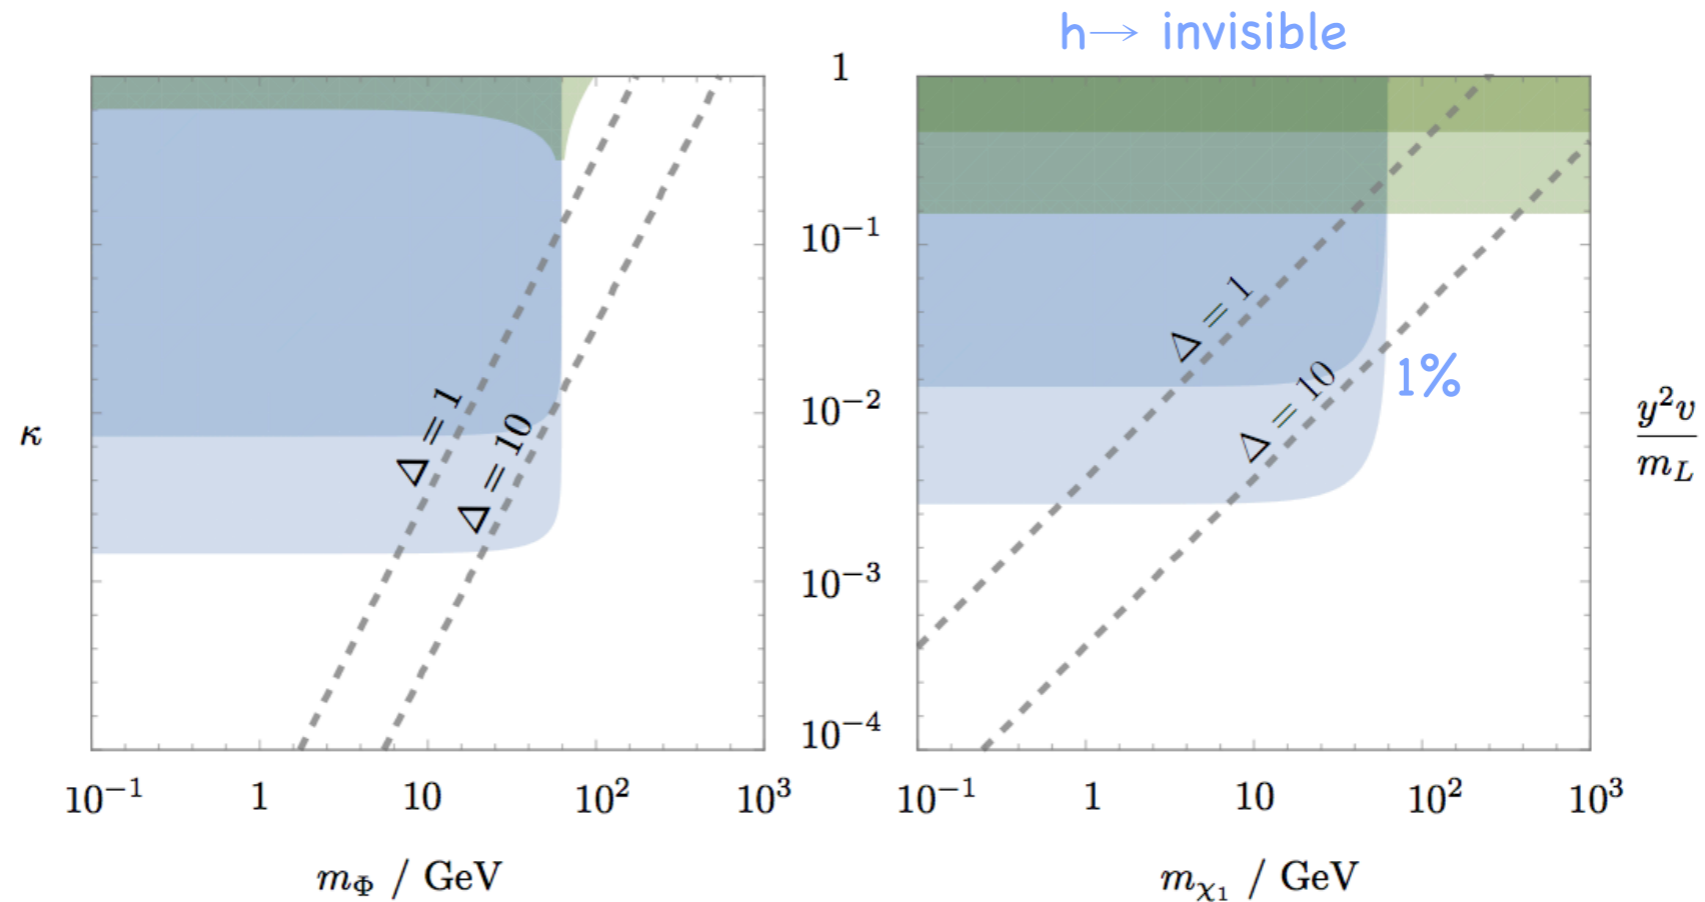 h→ invisible
1
10⁻¹
10⁻²
10⁻³
10⁻⁴
κ
Δ = 1
Δ = 10
10⁻¹ 1 10 10² 10³
m_Φ / GeV
Δ = 1
Δ = 10
1%
y²v
m_L
10⁻¹ 1 10 10² 10³
m_χ₁ / GeV